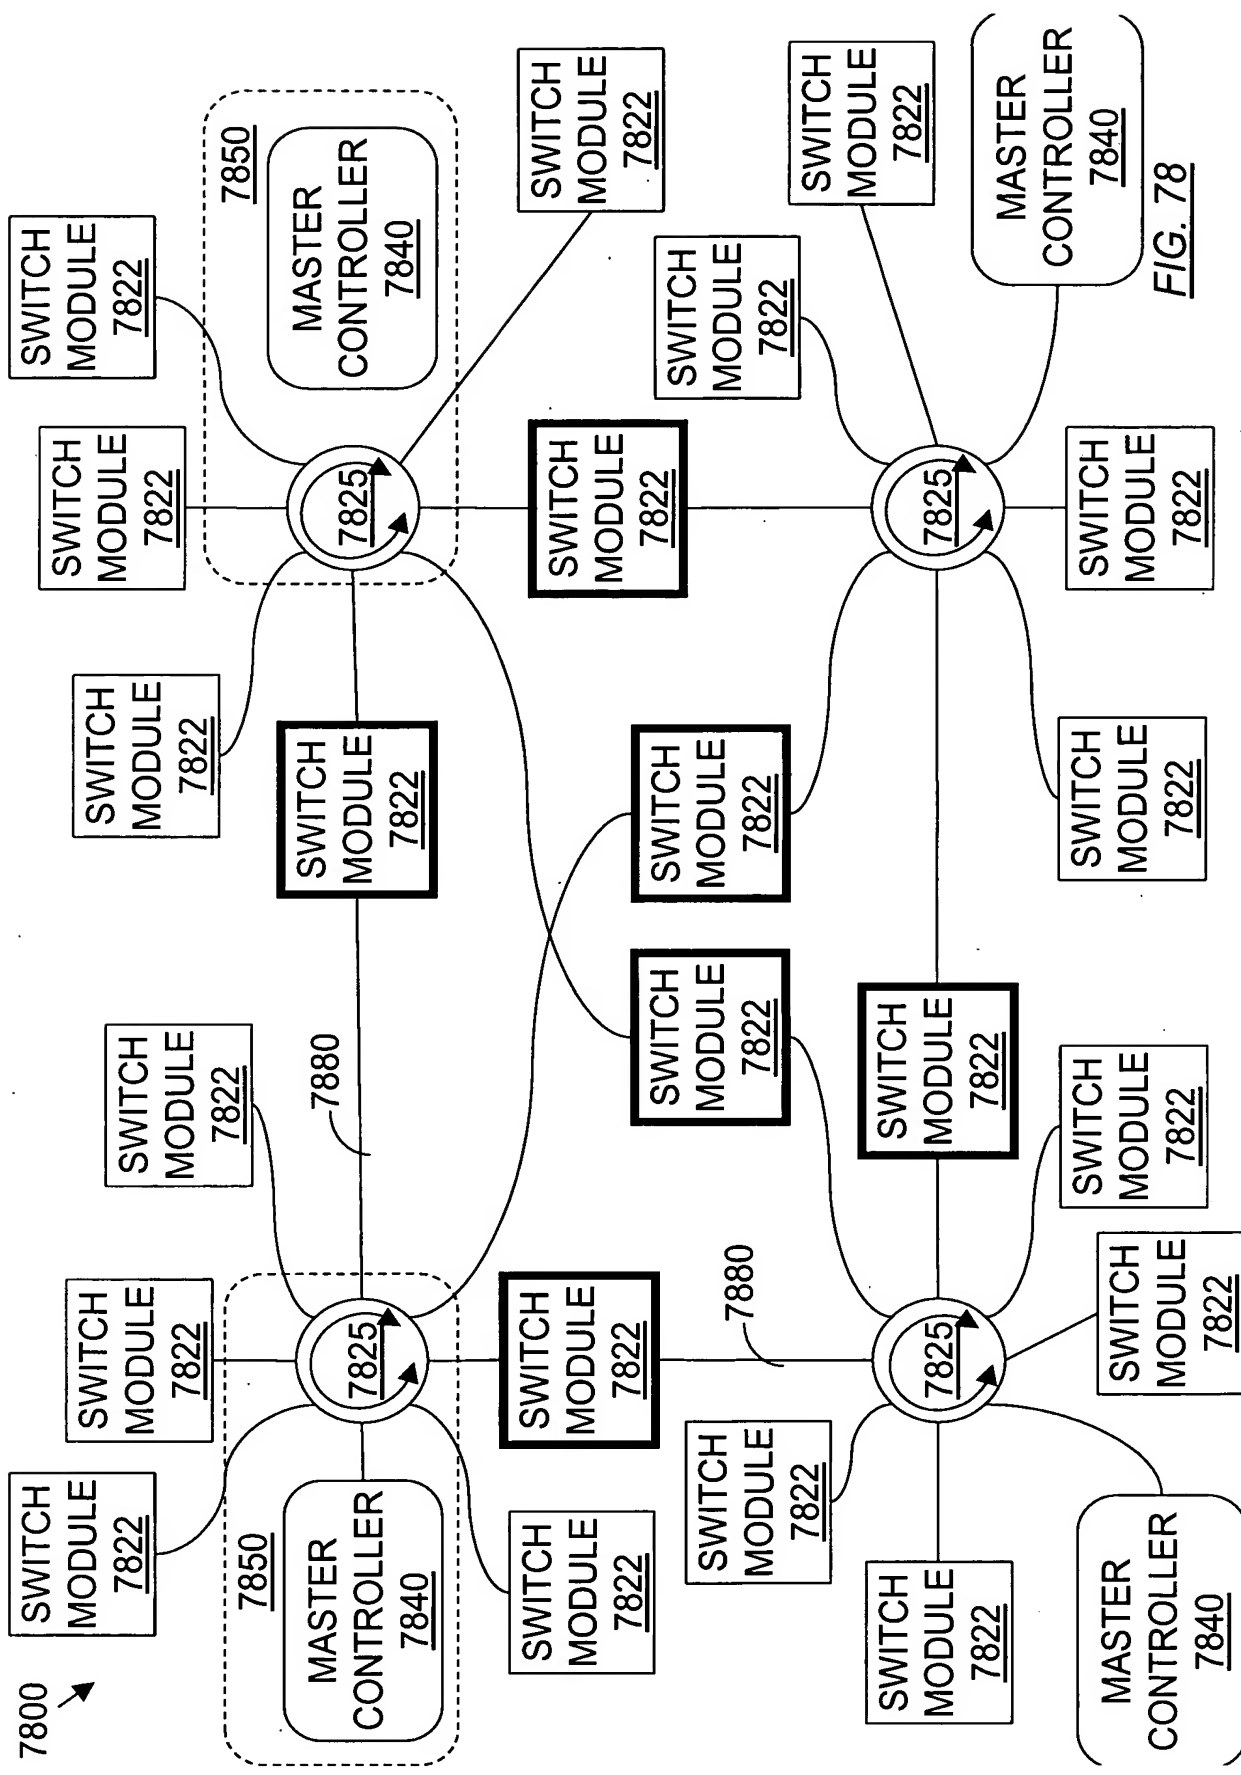 7800
SWITCH
MODULE
7822
SWITCH
MODULE
7822
SWITCH
MODULE
7822
SWITCH
MODULE
7822
SWITCH
MODULE
7822
SWITCH
MODULE
7822
7850
MASTER
CONTROLLER
7840
7825
7880
SWITCH
MODULE
7822
7825
7850
MASTER
CONTROLLER
7840
SWITCH
MODULE
7822
SWITCH
MODULE
7822
SWITCH
MODULE
7822
SWITCH
MODULE
7822
SWITCH
MODULE
7822
7880
SWITCH
MODULE
7822
SWITCH
MODULE
7822
SWITCH
MODULE
7822
SWITCH
MODULE
7822
SWITCH
MODULE
7822
7825
SWITCH
MODULE
7822
7825
MASTER
CONTROLLER
7840
SWITCH
MODULE
7822
SWITCH
MODULE
7822
SWITCH
MODULE
7822
SWITCH
MODULE
7822
MASTER
CONTROLLER
7840
FIG. 78